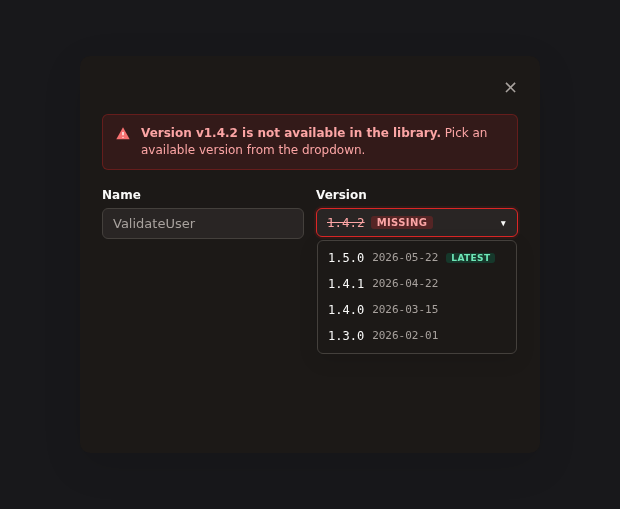 Version v1.4.2 is not available in the library. Pick an
available version from the dropdown.
Name
Version
ValidateUser
1.4.2 MISSING
1.5.0 2026-05-22 LATEST
1.4.1 2026-04-22
1.4.0 2026-03-15
1.3.0 2026-02-01